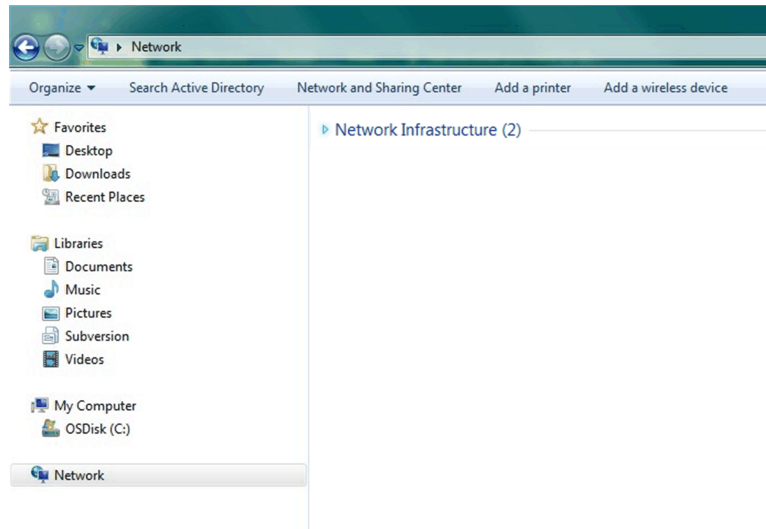 Network
Organize Search Active Directory Network and Sharing Center Add a printer Add a wireless device
Favorites
Desktop
Downloads
Recent Places
Libraries
Documents
Music
Pictures
Subversion
Videos
My Computer
OSDisk (C:)
Network
Network Infrastructure (2)